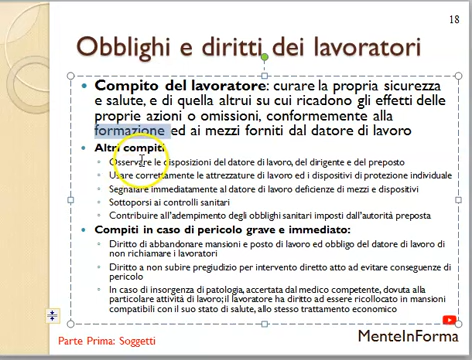 18
Obblighi e diritti dei lavoratori
Compito del lavoratore: curare la propria sicurezza
e salute, e di quella altrui su cui ricadono gli effetti delle
proprie azioni o omissioni, conformemente alla
formazione ed ai mezzi forniti dal datore di lavoro
Altri compiti
Osservare le disposizioni del datore di lavoro, del dirigente e del preposto
Usare correttamente le attrezzature di lavoro ed i dispositivi di protezione individuale
Segnalare immediatamente al datore di lavoro deficienze di mezzi e dispositivi
Sottoporsi ai controlli sanitari
Contribuire all'adempimento degli obblighi sanitari imposti dall'autorità preposta
Compiti in caso di pericolo grave e immediato:
Diritto di abbandonare mansioni e posto di lavoro ed obbligo del datore di lavoro di
non richiamare i lavoratori
Diritto a non subire pregiudizio per intervento diretto atto ad evitare conseguenze di
pericolo
In caso di insorgenza di patologia, accertata dal medico competente, dovuta alla
particolare attività di lavoro; il lavoratore ha diritto ad essere ricollocato in mansioni
compatibili con il suo stato di salute, allo stesso trattamento economico
Parte Prima: Soggetti
MenteInForma